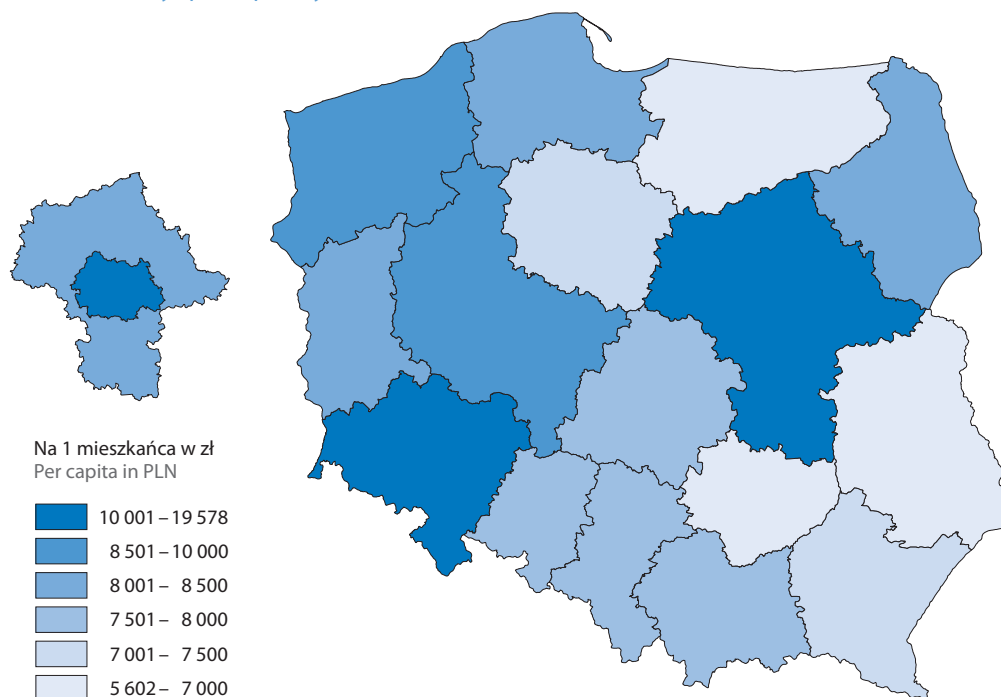 Na 1 mieszkańca w zł
Per capita in PLN
10 001 – 19 578
8 501 – 10 000
8 001 – 8 500
7 501 – 8 000
7 001 – 7 500
5 602 – 7 000